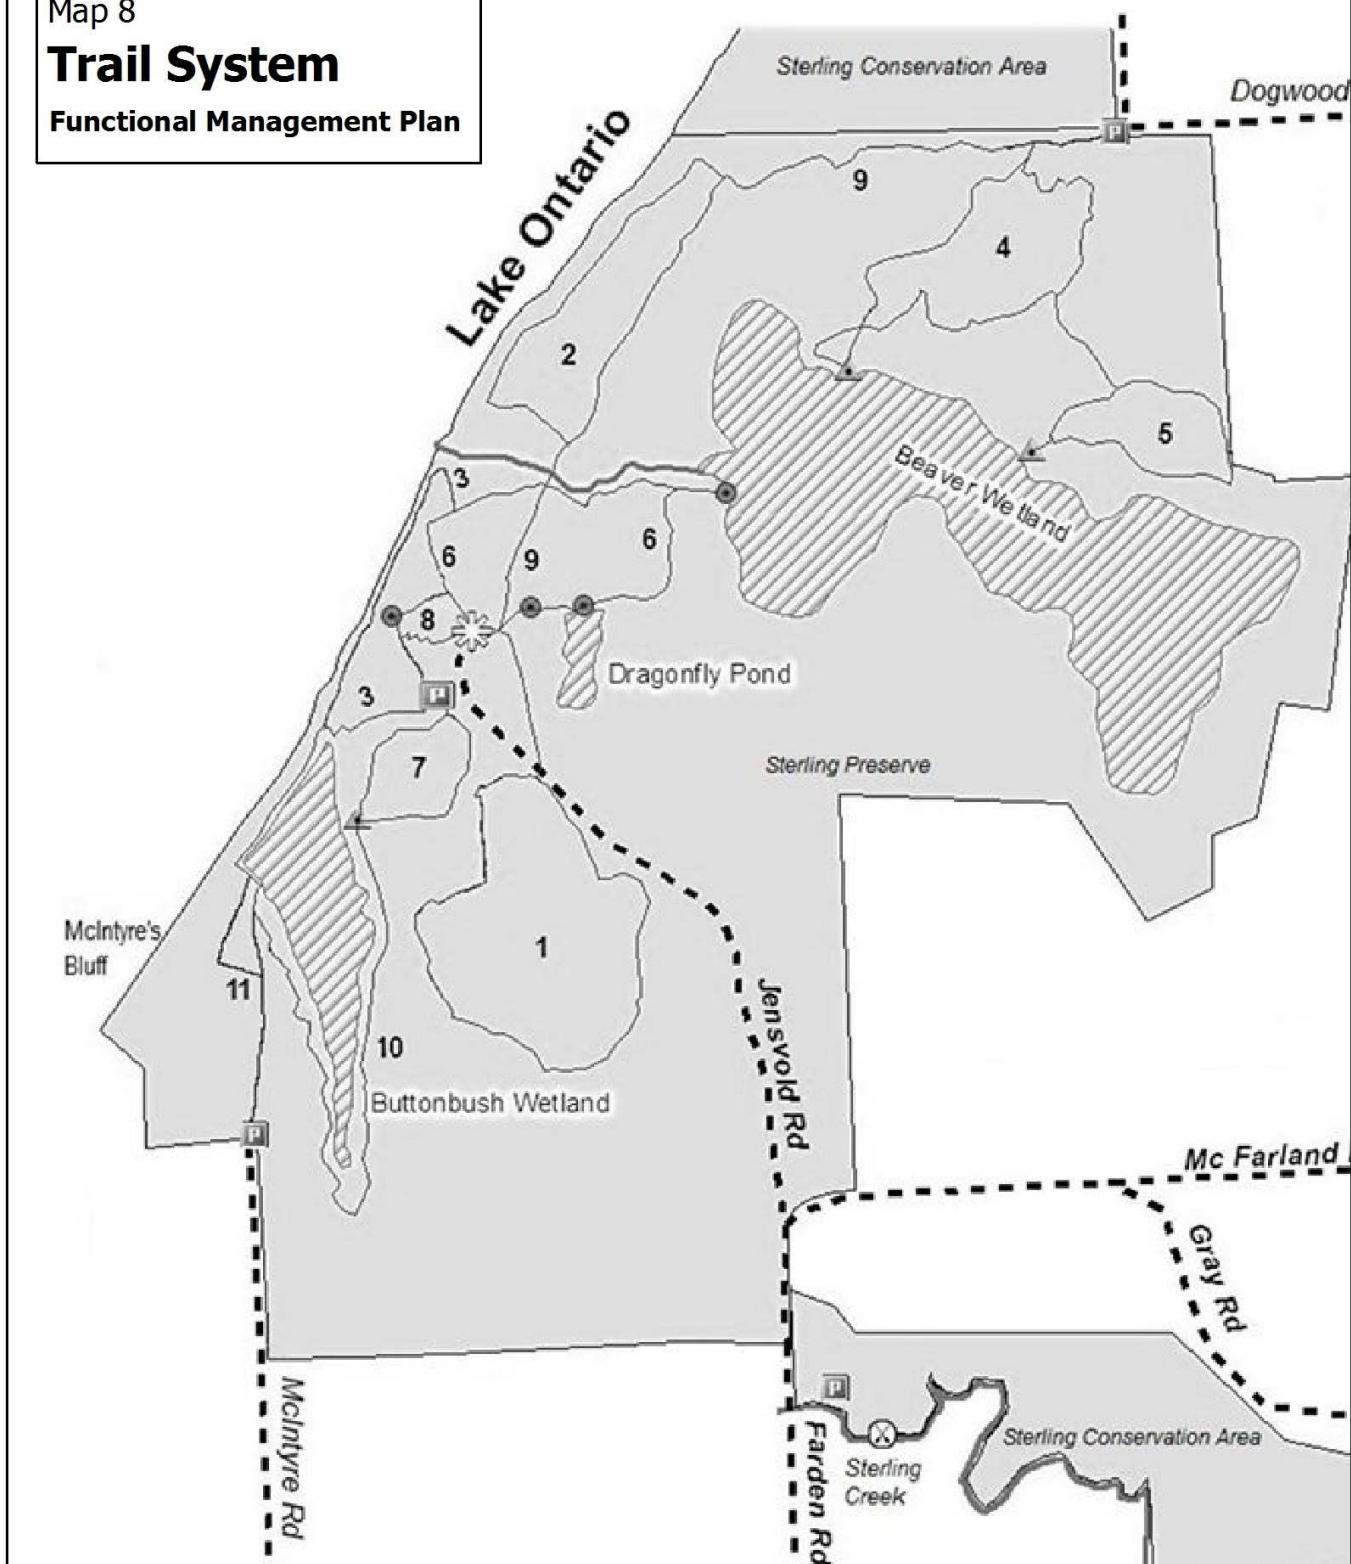 Map 8
Trail System
Functional Management Plan
Sterling Conservation Area
Dogwood
Lake Ontario
9
4
2
5
Beaver Wetland
3
6
9
6
8
P
Dragonfly Pond
3
P
7
Sterling Preserve
McIntyre's
Bluff
1
11
10
Jensvold Rd
Buttonbush Wetland
P
Mc Farland
Gray Rd
P
McIntyre Rd
Farden Rd
Sterling
Creek
Sterling Conservation Area